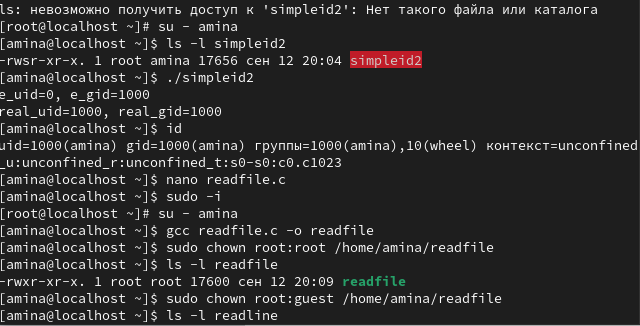 ls: невозможно получить доступ к 'simpleid2': Нет такого файла или каталога
[root@localhost ~]# su - amina
[amina@localhost ~]$ ls -l simpleid2
-rwsr-xr-x. 1 root amina 17656 сен 12 20:04 simpleid2
[amina@localhost ~]$ ./simpleid2
e_uid=0, e_gid=1000
real_uid=1000, real_gid=1000
[amina@localhost ~]$ id
uid=1000(amina) gid=1000(amina) группы=1000(amina),10(wheel) контекст=unconfined
_u:unconfined_r:unconfined_t:s0-s0:c0.c1023
[amina@localhost ~]$ nano readfile.c
[amina@localhost ~]$ sudo -i
[root@localhost ~]# su - amina
[amina@localhost ~]$ gcc readfile.c -o readfile
[amina@localhost ~]$ sudo chown root:root /home/amina/readfile
[amina@localhost ~]$ ls -l readfile
-rwxr-xr-x. 1 root root 17600 сен 12 20:09 readfile
[amina@localhost ~]$ sudo chown root:guest /home/amina/readfile
[amina@localhost ~]$ ls -l readline